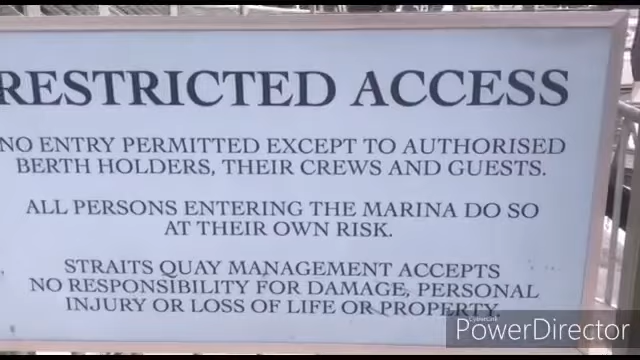 RESTRICTED ACCESS
NO ENTRY PERMITTED EXCEPT TO AUTHORISED
BERTH HOLDERS, THEIR CREWS AND GUESTS.
ALL PERSONS ENTERING THE MARINA DO SO
AT THEIR OWN RISK.
STRAITS QUAY MANAGEMENT ACCEPTS
NO RESPONSIBILITY FOR DAMAGE, PERSONAL
INJURY OR LOSS OF LIFE OR PROPERTY.
CyberLink
PowerDirector